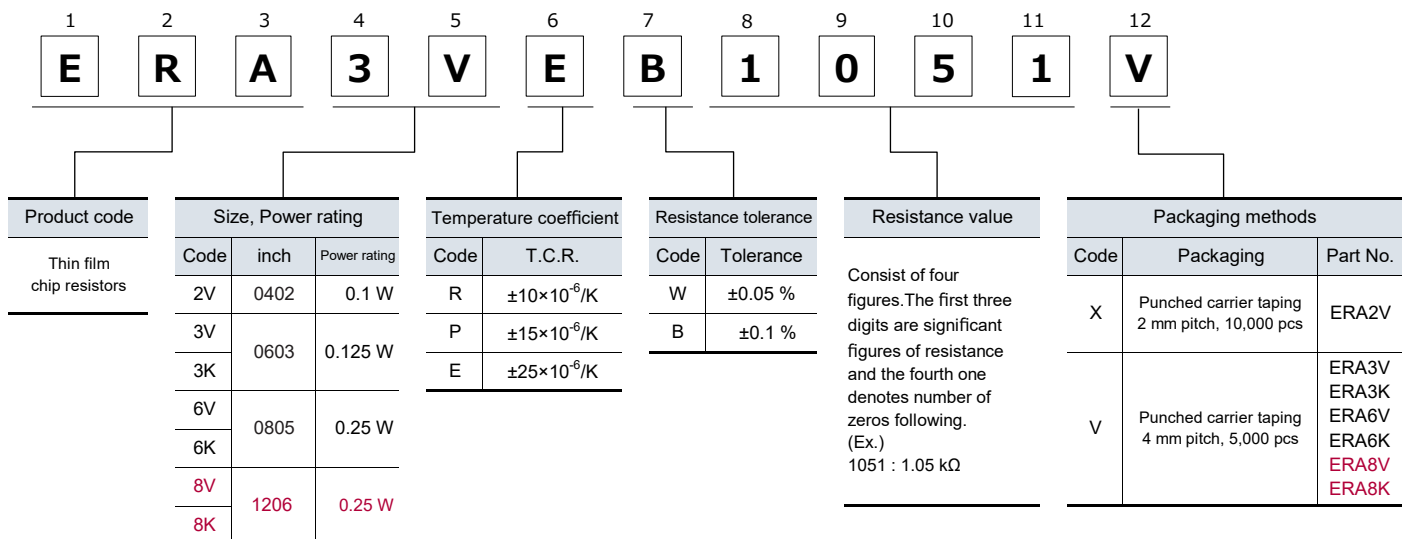 1 2 3 4 5 6 7 8 9 10 11 12
E R A 3 V E B 1 0 5 1 V
Product code
Thin film
chip resistors
Size, Power rating
Code inch Power rating
2V 0402 0.1 W
3V
3K
0603 0.125 W
6V
6K
0805 0.25 W
8V
8K
1206 0.25 W
Temperature coefficient
Code T.C.R.
R ±10×10⁻⁶/K
P ±15×10⁻⁶/K
E ±25×10⁻⁶/K
Resistance tolerance
Code Tolerance
W ±0.05 %
B ±0.1 %
Resistance value
Consist of four
figures.The first three
digits are significant
figures of resistance
and the fourth one
denotes number of
zeros following.
(Ex.)
1051 : 1.05 kΩ
Packaging methods
Code Packaging Part No.
X
Punched carrier taping
2 mm pitch, 10,000 pcs
ERA2V
V
Punched carrier taping
4 mm pitch, 5,000 pcs
ERA3V
ERA3K
ERA6V
ERA6K
ERA8V
ERA8K